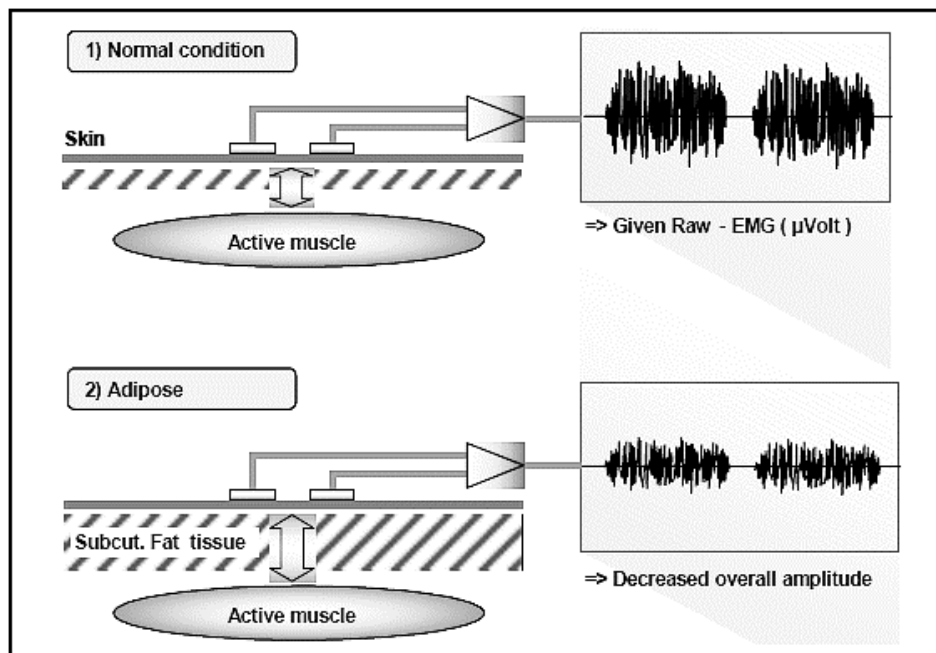 1) Normal condition
Skin
Active muscle
=> Given Raw - EMG ( µVolt )
2) Adipose
Subcut. Fat tissue
Active muscle
=> Decreased overall amplitude